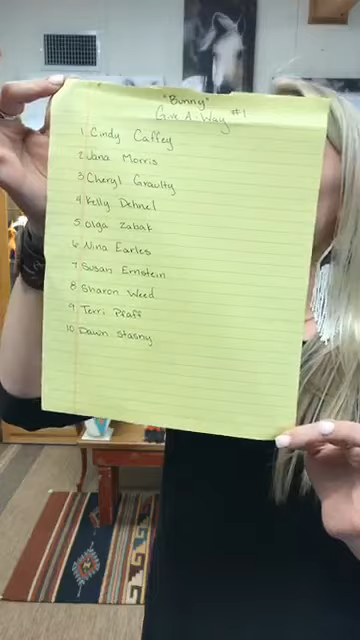 "Bunny"
Give-A-Way #1
1 Cindy Caffey
2 Jana Morris
3 Cheryl Graulty
4 Kelly Dehnel
5 Olga Zabak
6 Nina Earles
7 Susan Ernstein
8 Sharon Weed
9 Terri Pfaff
10 Dawn Stasny